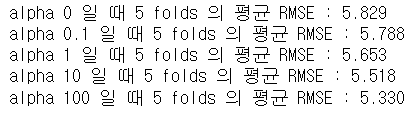 alpha 0 일 때 5 folds 의 평균 RMSE : 5.829
alpha 0.1 일 때 5 folds 의 평균 RMSE : 5.788
alpha 1 일 때 5 folds 의 평균 RMSE : 5.653
alpha 10 일 때 5 folds 의 평균 RMSE : 5.518
alpha 100 일 때 5 folds 의 평균 RMSE : 5.330